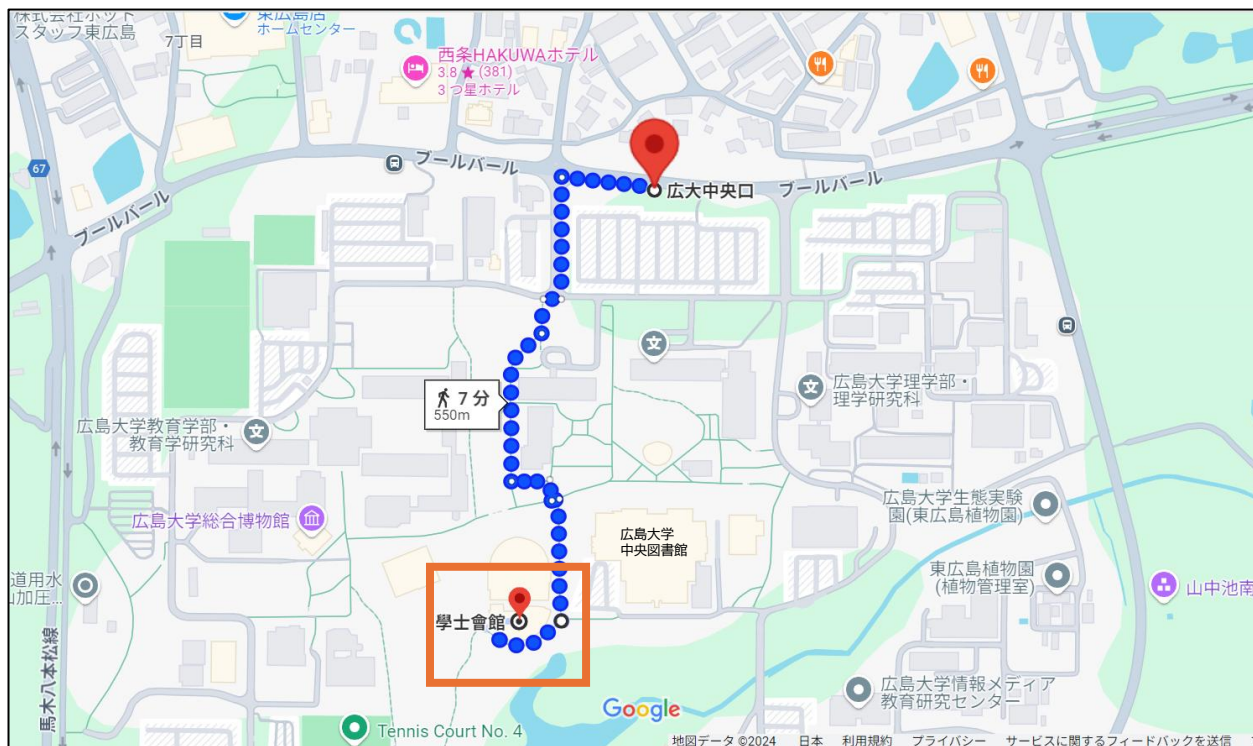 株式会社ホット
スタッフ東広島
7丁目
東広島店
ホームセンター
西条HAKUWAホテル
3.8★(381)
3つ星ホテル
67
ブールバール
ブールバール
ブールバール
広大中央口
7 分
550m
広島大学理学部・
理学研究科
広島大学教育学部・
教育学研究科
広島大学総合博物館
広島大学
中央図書館
広島大学生態実験
園(東広島植物園)
東広島植物園
(植物管理室)
道用水
加圧...
山中池南
學士會館
馬木八本松線
広島大学情報メディア
教育研究センター
Tennis Court No. 4
Google
地図データ ©2024 日本 利用規約 プライバシー サービスに関するフィードバックを送信